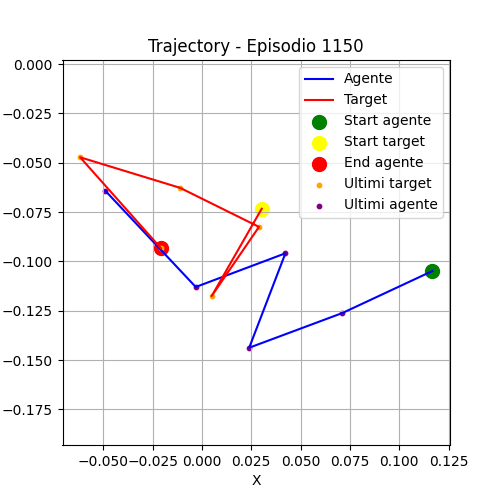 Trajectory - Episodio 1150
0.000
−0.025
−0.050
−0.075
−0.100
−0.125
−0.150
−0.175
Agente
Target
Start agente
Start target
End agente
Ultimi target
Ultimi agente
−0.050 −0.025 0.000 0.025 0.050 0.075 0.100 0.125
X